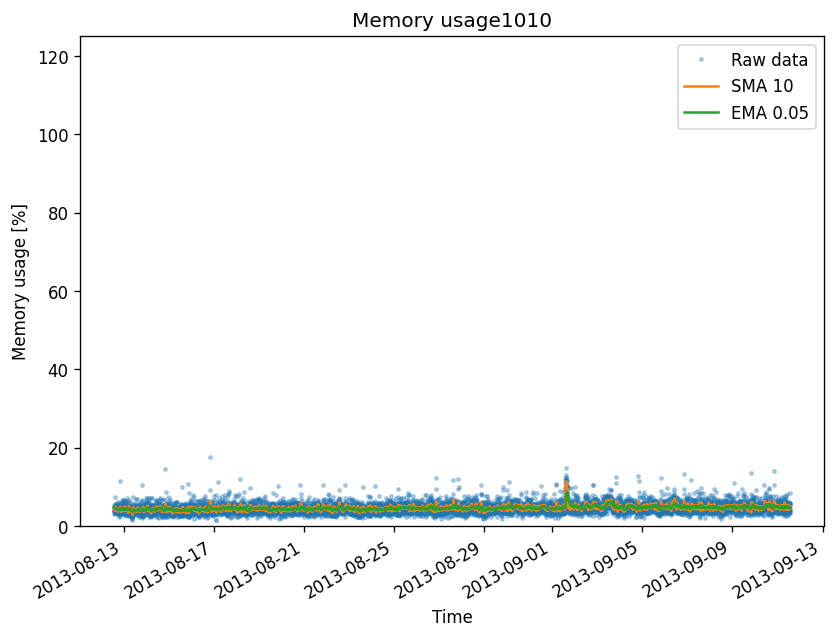 Memory usage1010
Raw data
SMA 10
EMA 0.05
Memory usage [%]
120
100
80
60
40
20
0
2013-08-13
2013-08-17
2013-08-21
2013-08-25
2013-08-29
2013-09-01
2013-09-05
2013-09-09
2013-09-13
Time